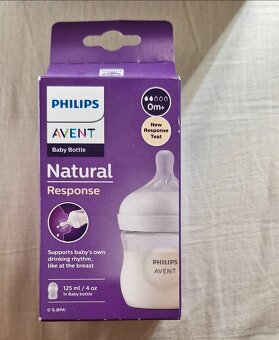 PHILIPS
0m+
AVENT
Baby Bottle
New
Response
Teat
Natural
Response
Supports baby's own
drinking rhythm,
like at the breast
PHILIPS
AVENT
125 ml / 4 oz
1x Baby bottle
0 % BPA